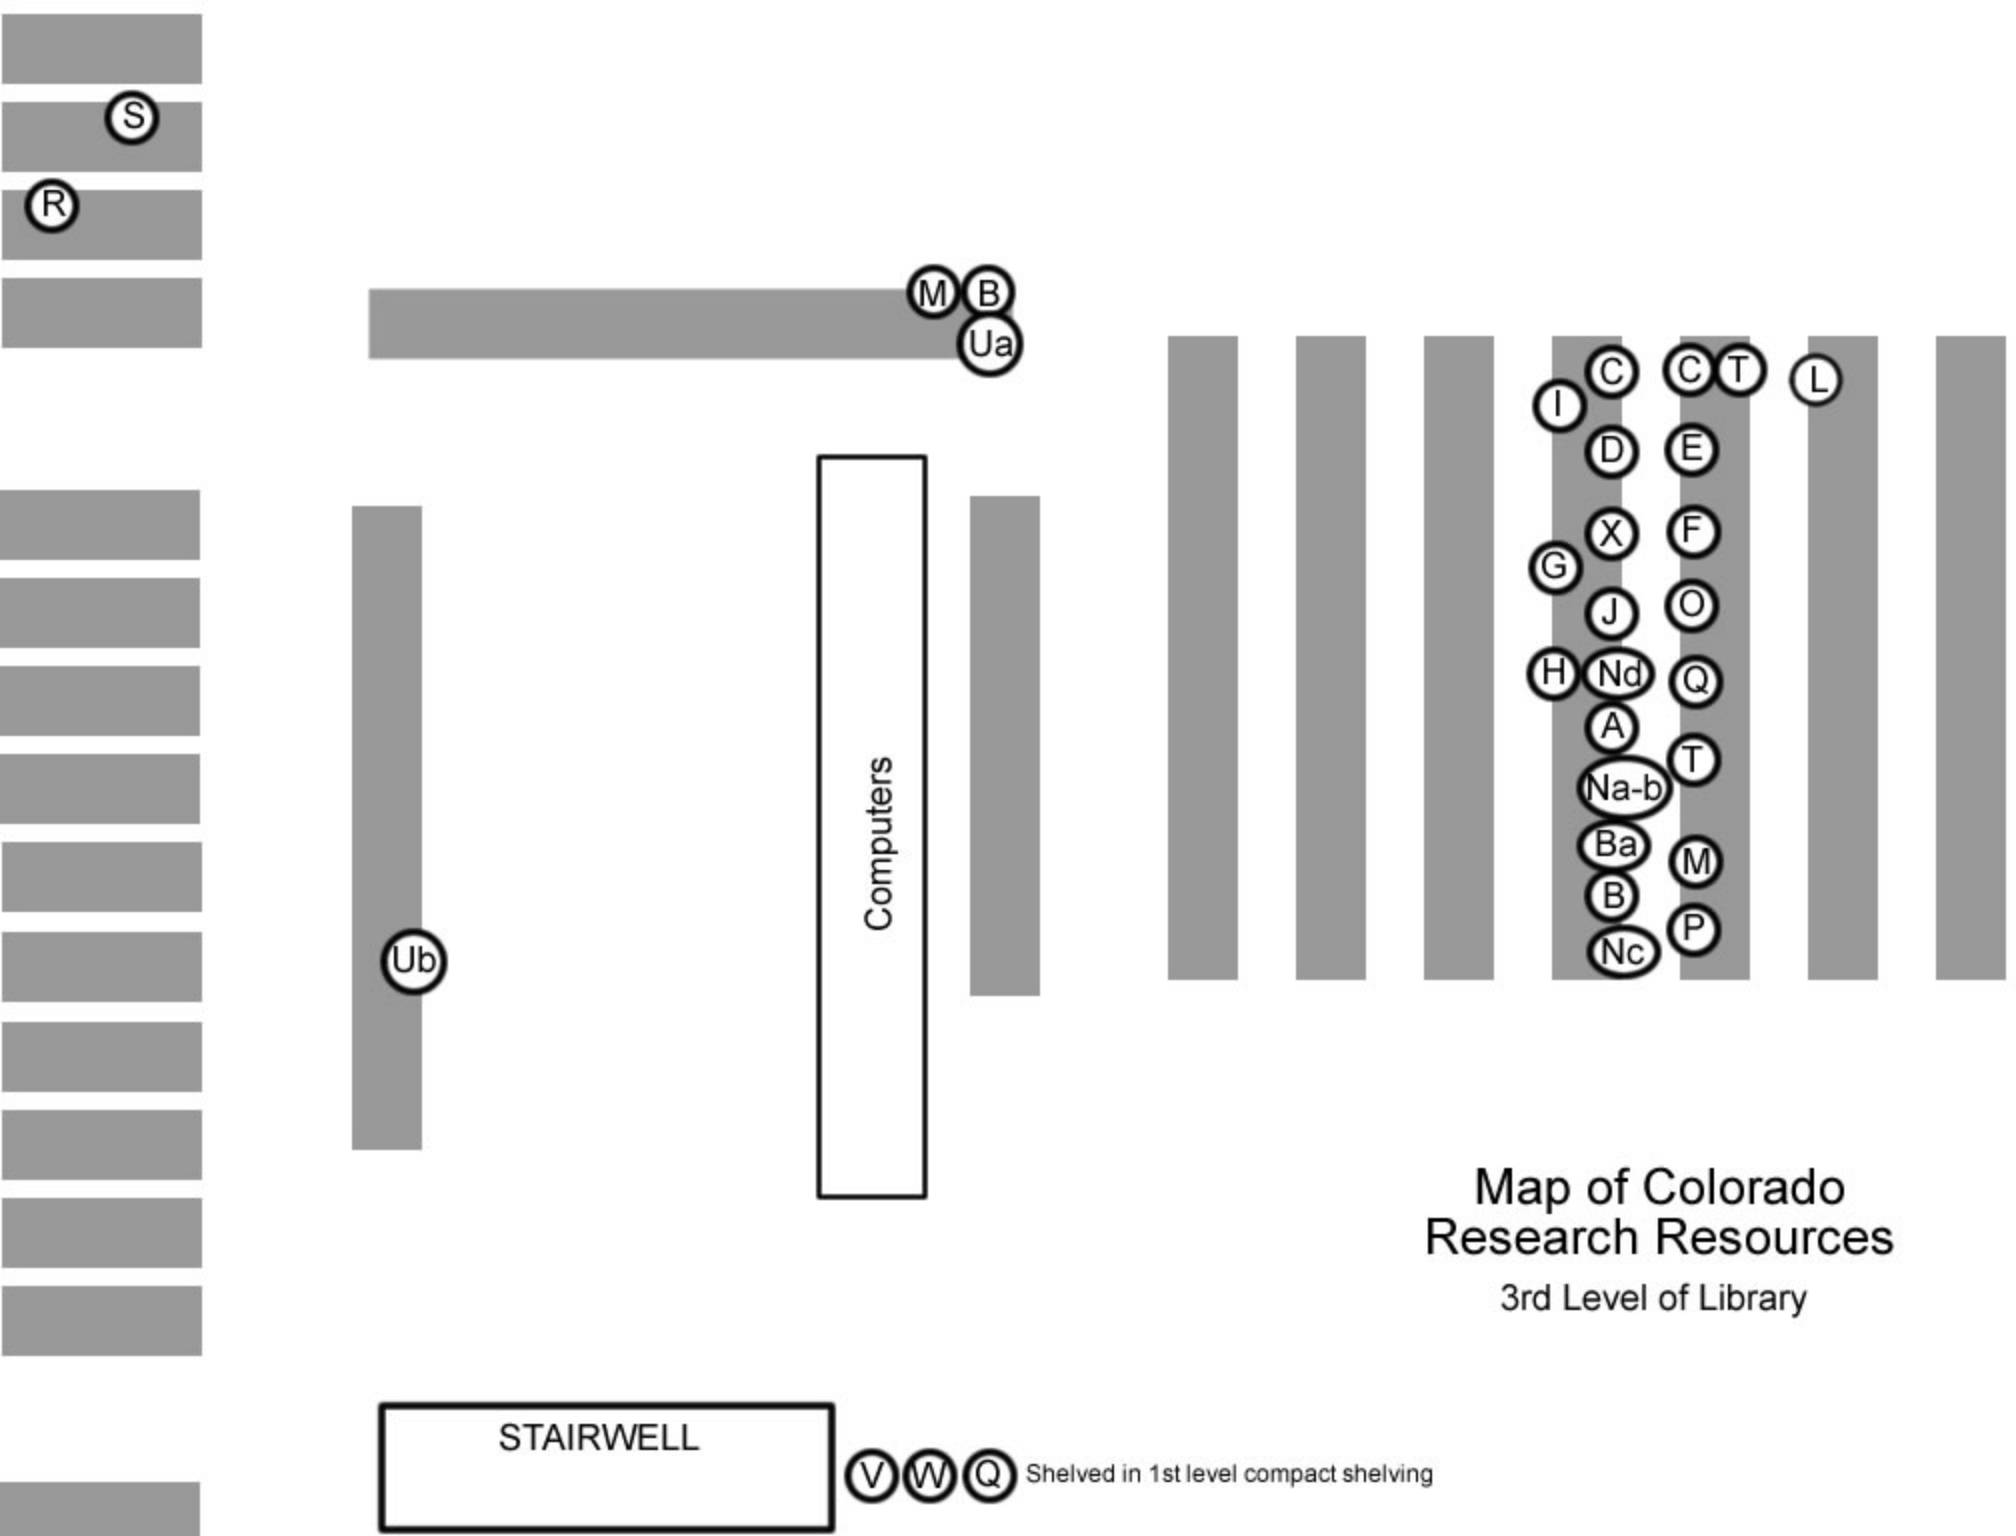 S
R
M B
Ua
C C T L
I
D E
X F
G
J O
H Nd Q
A
Na-b T
Ba M
B P
Nc
Computers
Ub
Map of Colorado
Research Resources
3rd Level of Library
STAIRWELL
V W Q Shelved in 1st level compact shelving